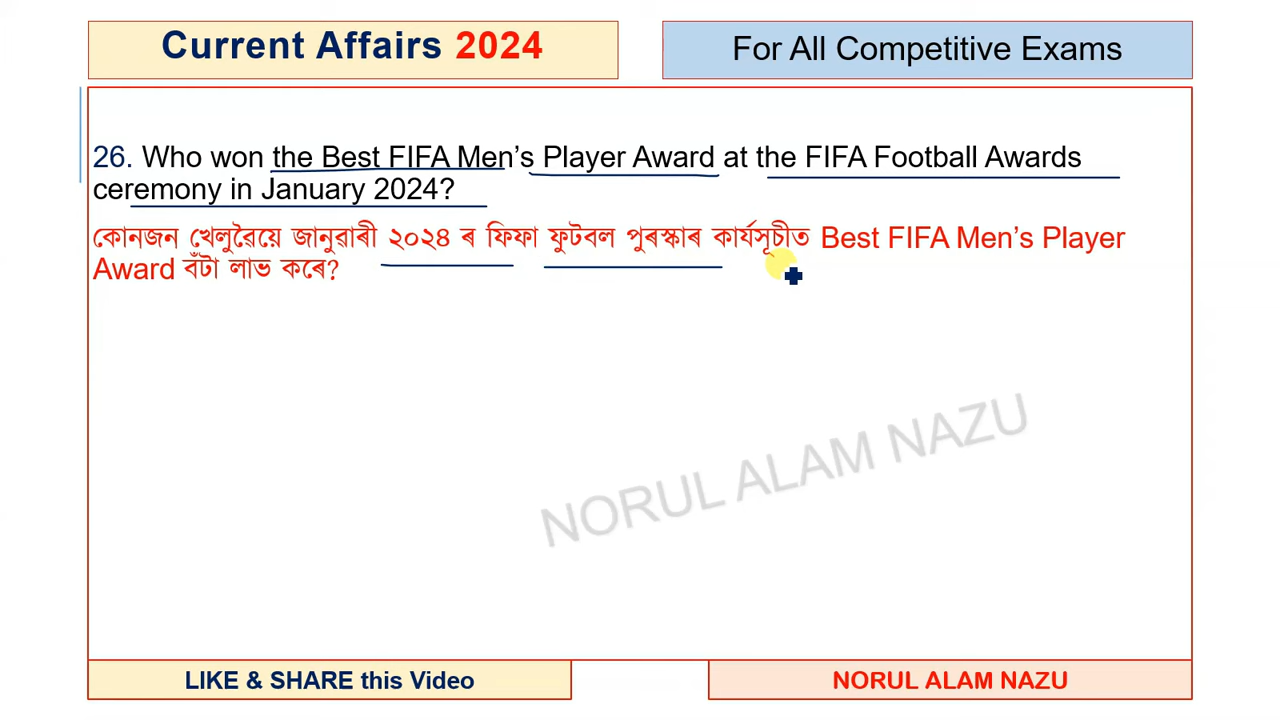 Current Affairs 2024
For All Competitive Exams
26. Who won the Best FIFA Men’s Player Award at the FIFA Football Awards
ceremony in January 2024?
কোনজন খেলুৱৈয়ে জানুৱাৰী ২০২৪ ৰ ফিফা ফুটবল পুৰস্কাৰ কাৰ্যসূচীত Best FIFA Men’s Player
Award বঁটা লাভ কৰে?
NORUL ALAM NAZU
LIKE & SHARE this Video
NORUL ALAM NAZU